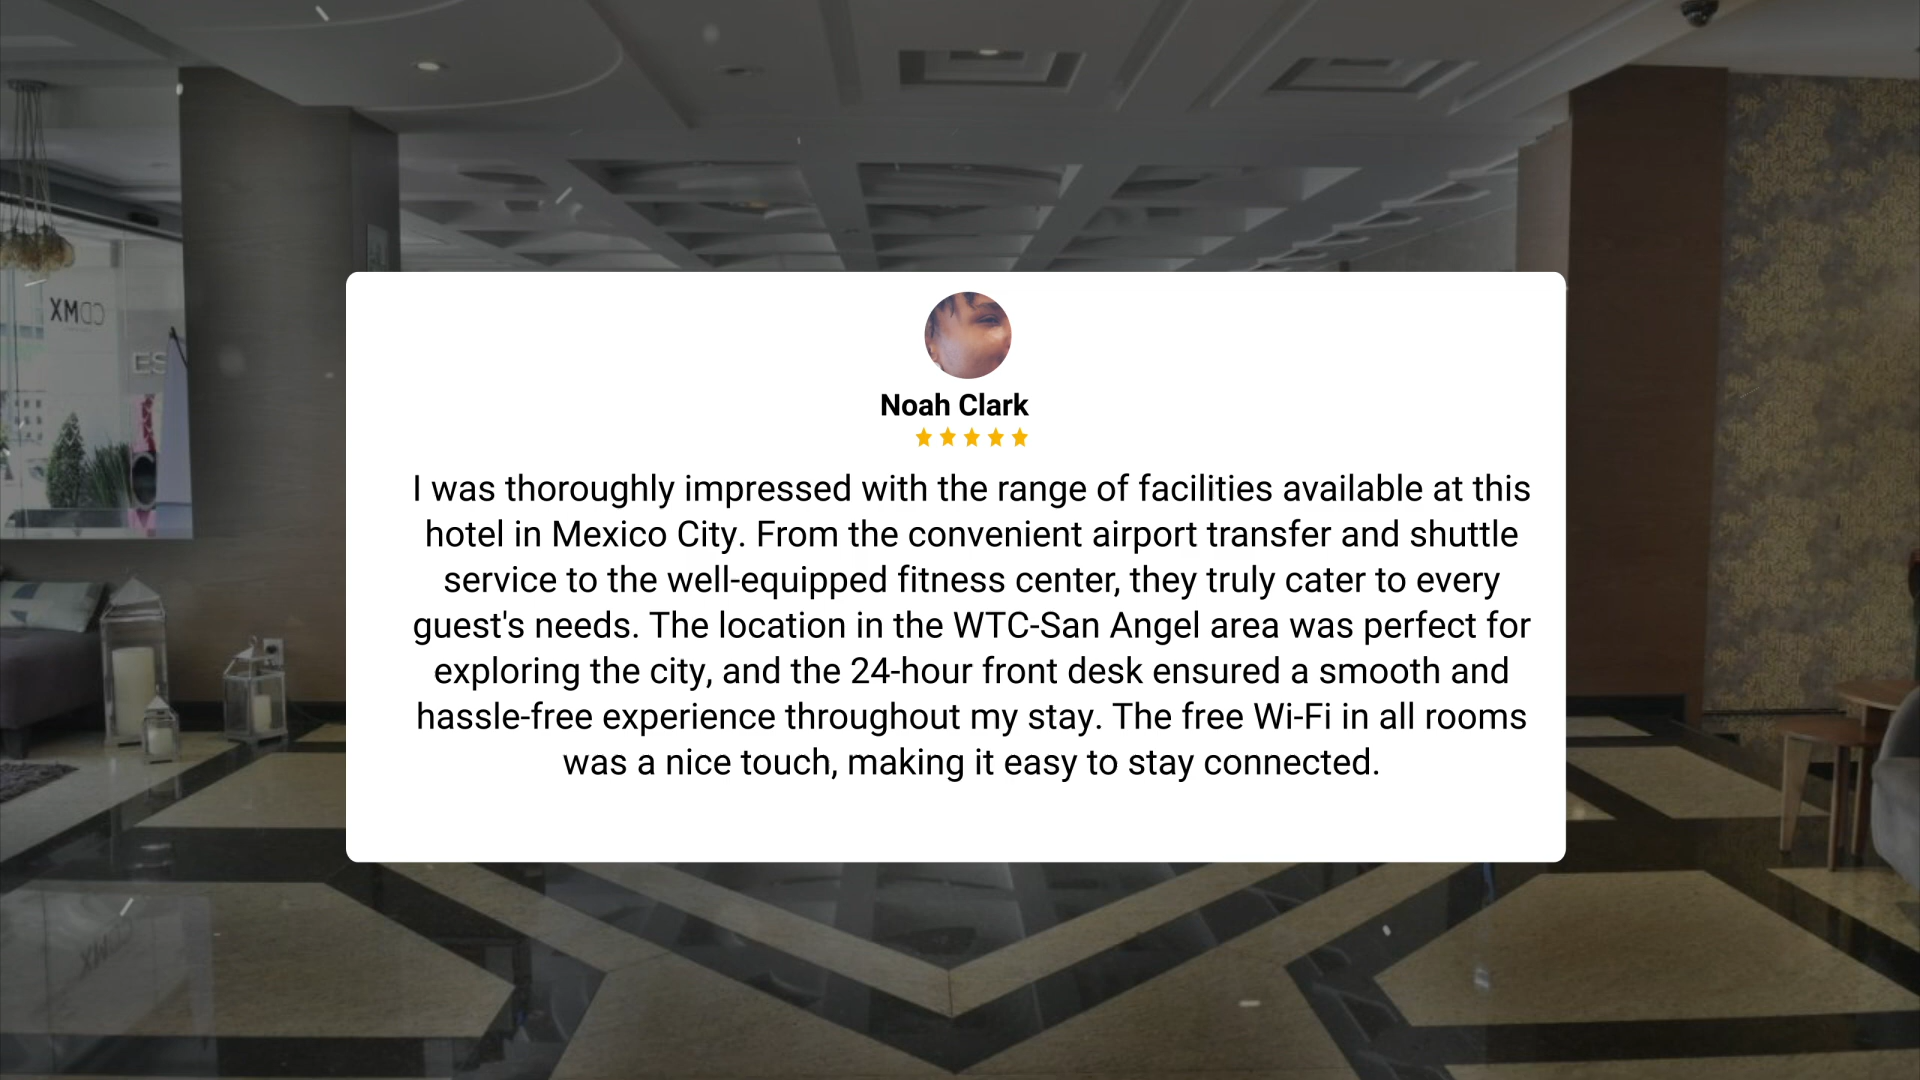 CDMX
ES
Noah Clark
I was thoroughly impressed with the range of facilities available at this
hotel in Mexico City. From the convenient airport transfer and shuttle
service to the well-equipped fitness center, they truly cater to every
guest's needs. The location in the WTC-San Angel area was perfect for
exploring the city, and the 24-hour front desk ensured a smooth and
hassle-free experience throughout my stay. The free Wi-Fi in all rooms
was a nice touch, making it easy to stay connected.